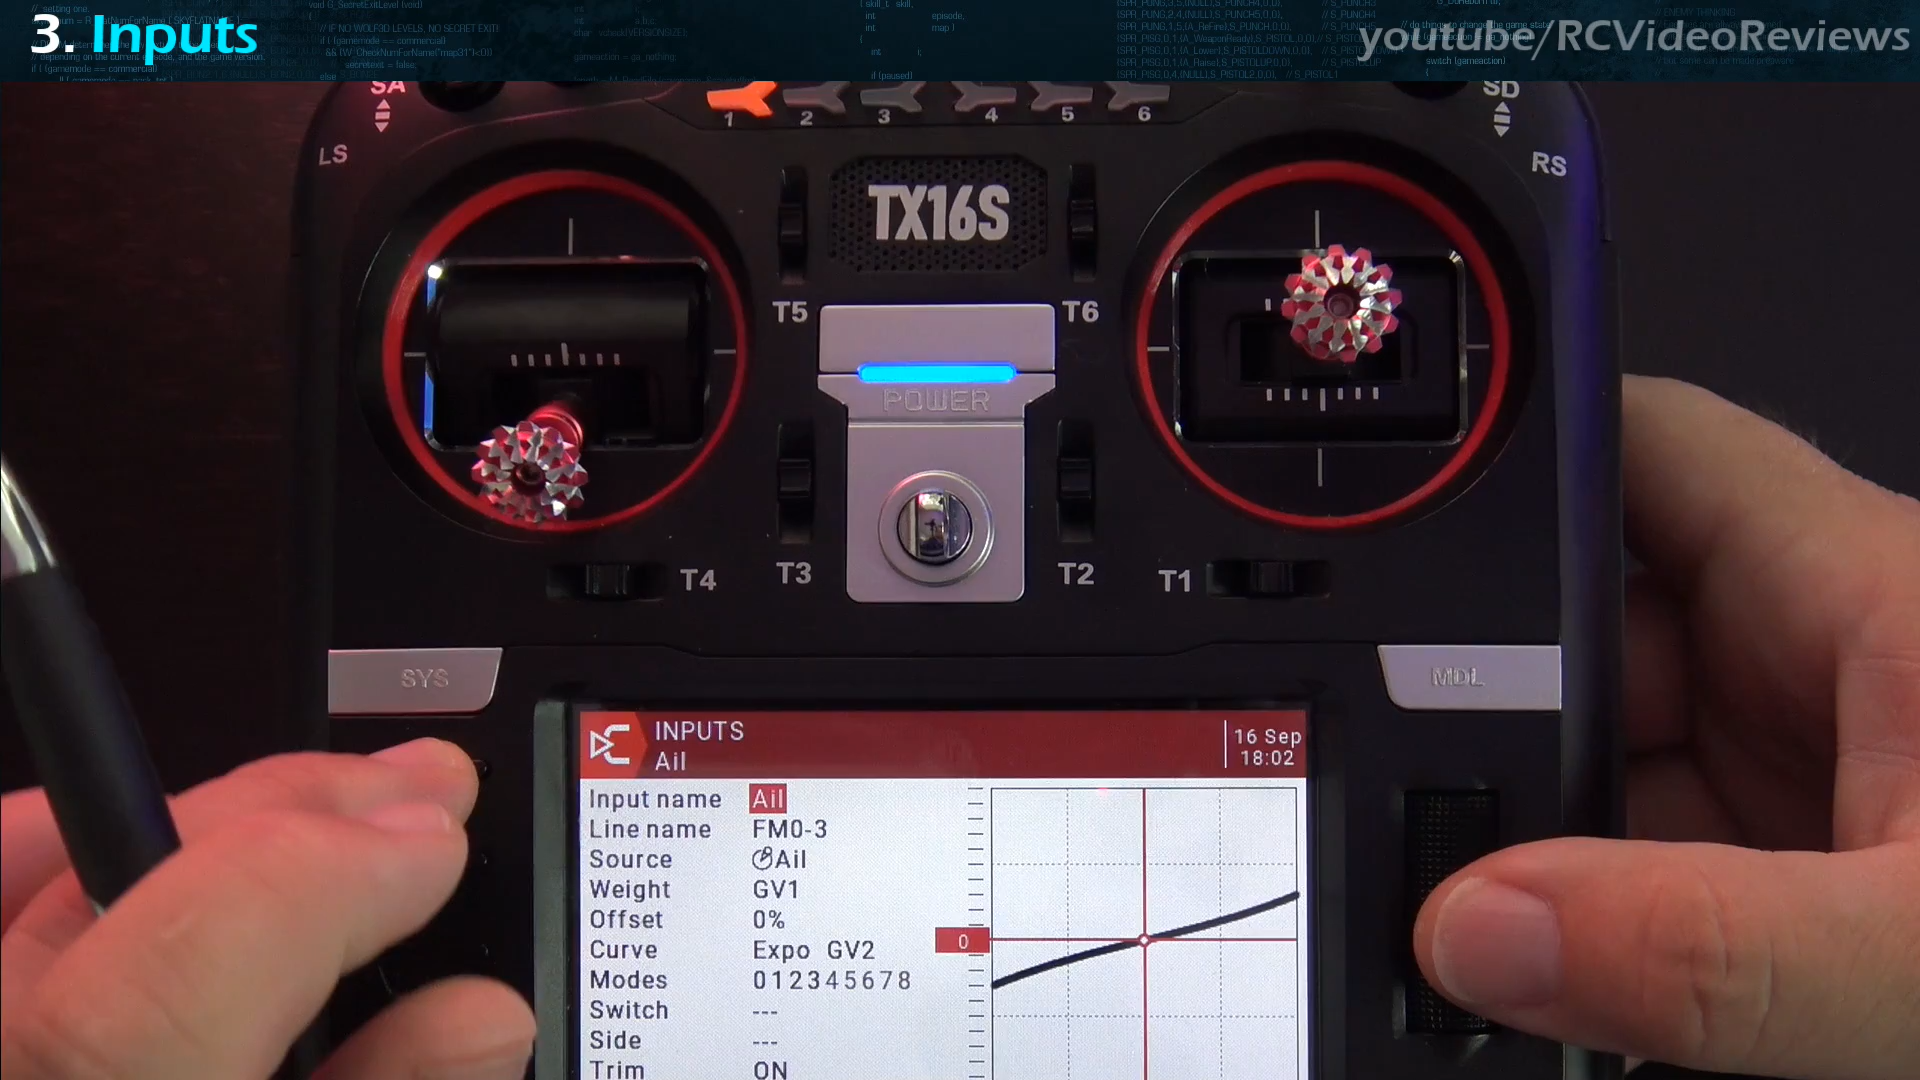 3. Inputs
youtube/RCVideoReviews
SA
SD
1 2 3 4 5 6
LS
RS
TX16S
T5
T6
POWER
T4
T3
T2
T1
SYS
MDL
INPUTS
Ail
16 Sep
18:02
Input name Ail
Line name FM0-3
Source Ail
Weight GV1
Offset 0%
Curve Expo GV2
0
Modes 012345678
Switch ---
Side ---
Trim ON